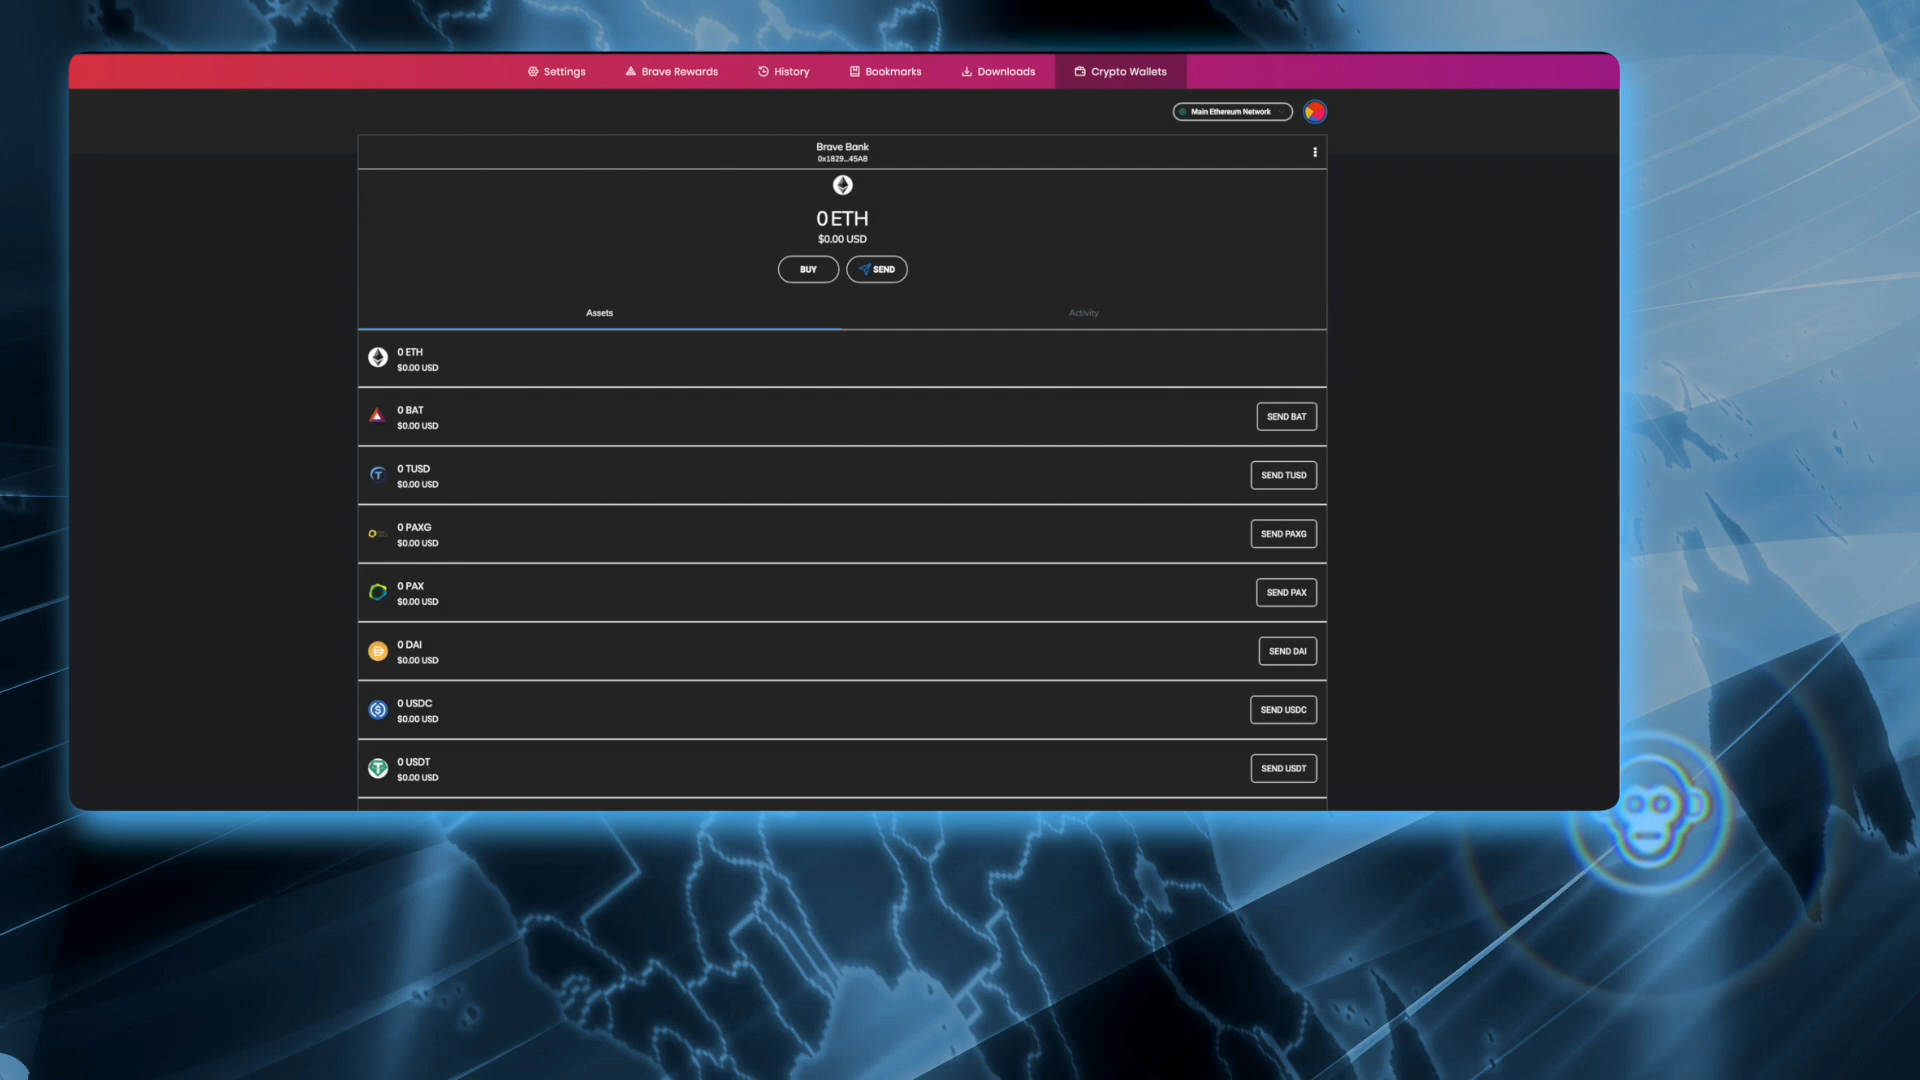 Settings
Brave Rewards
History
Bookmarks
Downloads
Crypto Wallets
Main Ethereum Network
Brave Bank
0x1829...45A8
0 ETH
$0.00 USD
BUY
SEND
Assets
Activity
0 ETH
$0.00 USD
0 BAT
$0.00 USD
SEND BAT
0 TUSD
$0.00 USD
SEND TUSD
0 PAXG
$0.00 USD
SEND PAXG
0 PAX
$0.00 USD
SEND PAX
0 DAI
$0.00 USD
SEND DAI
0 USDC
$0.00 USD
SEND USDC
0 USDT
$0.00 USD
SEND USDT